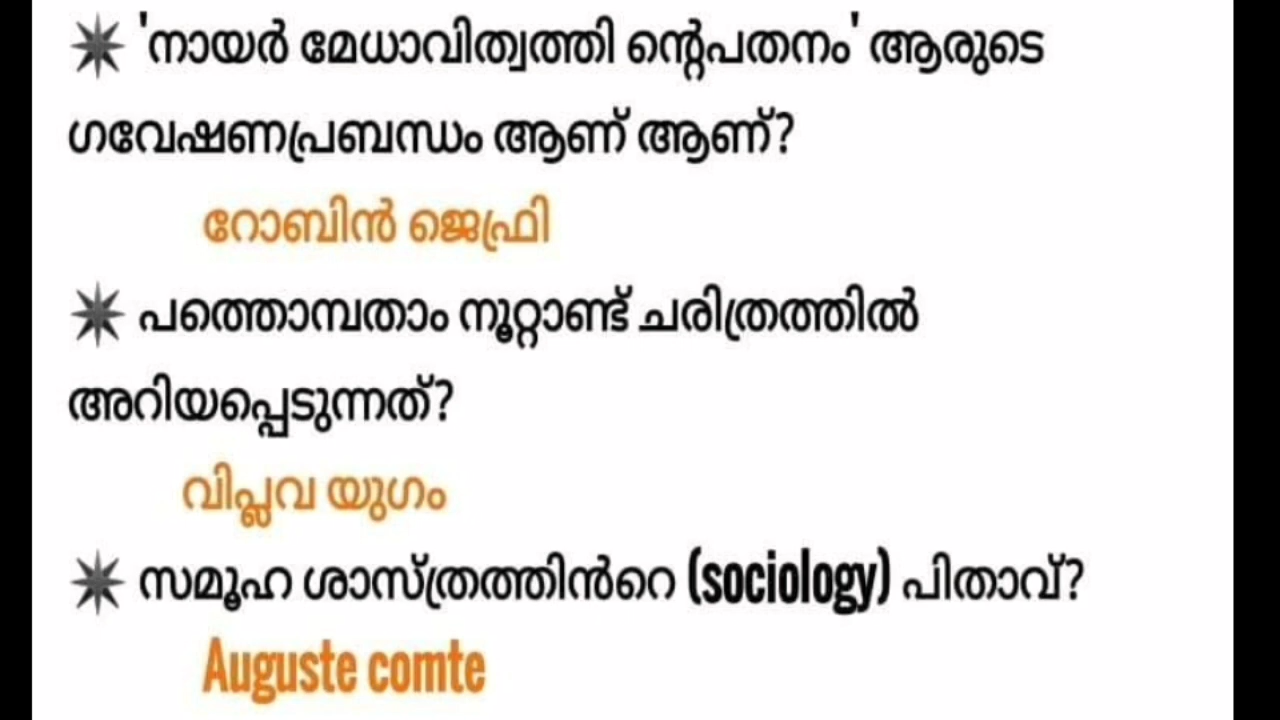 ✴ 'നായർ മേധാവിത്വത്തി ന്റെപതനം' ആരുടെ
ഗവേഷണപ്രബന്ധം ആണ് ആണ്?
റോബിൻ ജെഫ്രി
✴ പത്തൊമ്പതാം നൂറ്റാണ്ട് ചരിത്രത്തിൽ
അറിയപ്പെടുന്നത്?
വിപ്ലവ യുഗം
✴ സമൂഹ ശാസ്ത്രത്തിൻറെ (sociology) പിതാവ്?
Auguste comte